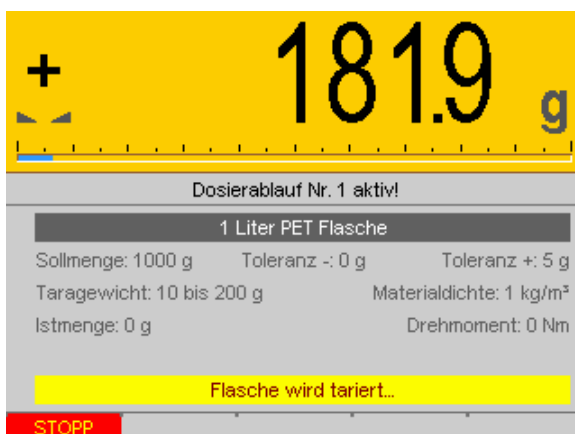 + 181.9 g
Dosierablauf Nr. 1 aktiv!
1 Liter PET Flasche
Sollmenge: 1000 g Toleranz -: 0 g Toleranz +: 5 g
Taragewicht: 10 bis 200 g Materialdichte: 1 kg/m³
Istmenge: 0 g Drehmoment: 0 Nm
Flasche wird tariert...
STOPP